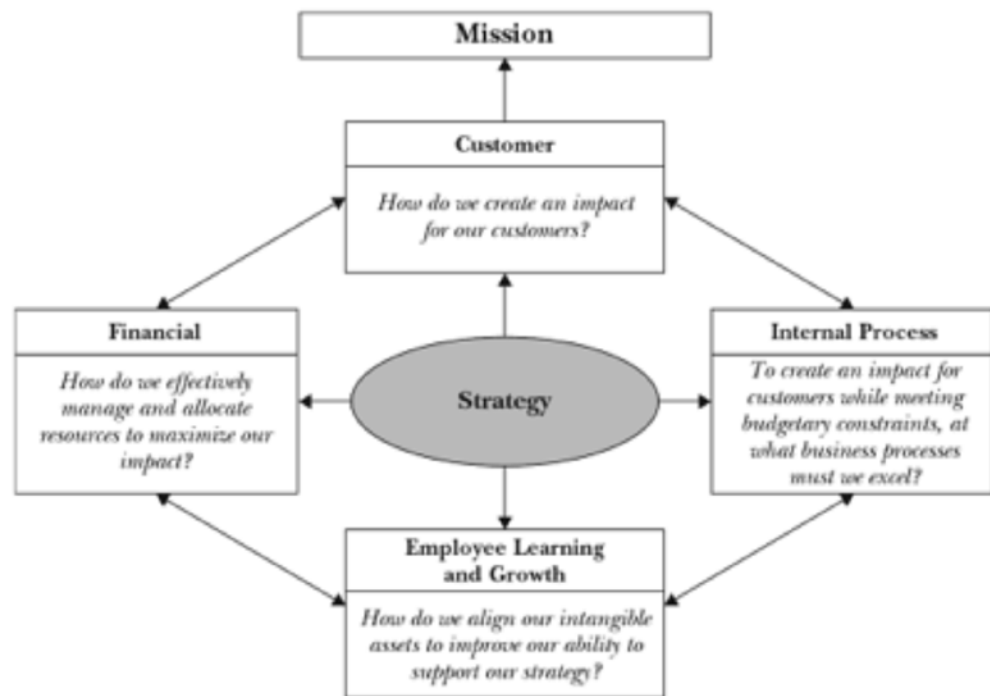 Mission
Customer
How do we create an impact
for our customers?
Financial
How do we effectively
manage and allocate
resources to maximize our
impact?
Strategy
Internal Process
To create an impact for
customers while meeting
budgetary constraints, at
what business processes
must we excel?
Employee Learning
and Growth
How do we align our intangible
assets to improve our ability to
support our strategy?